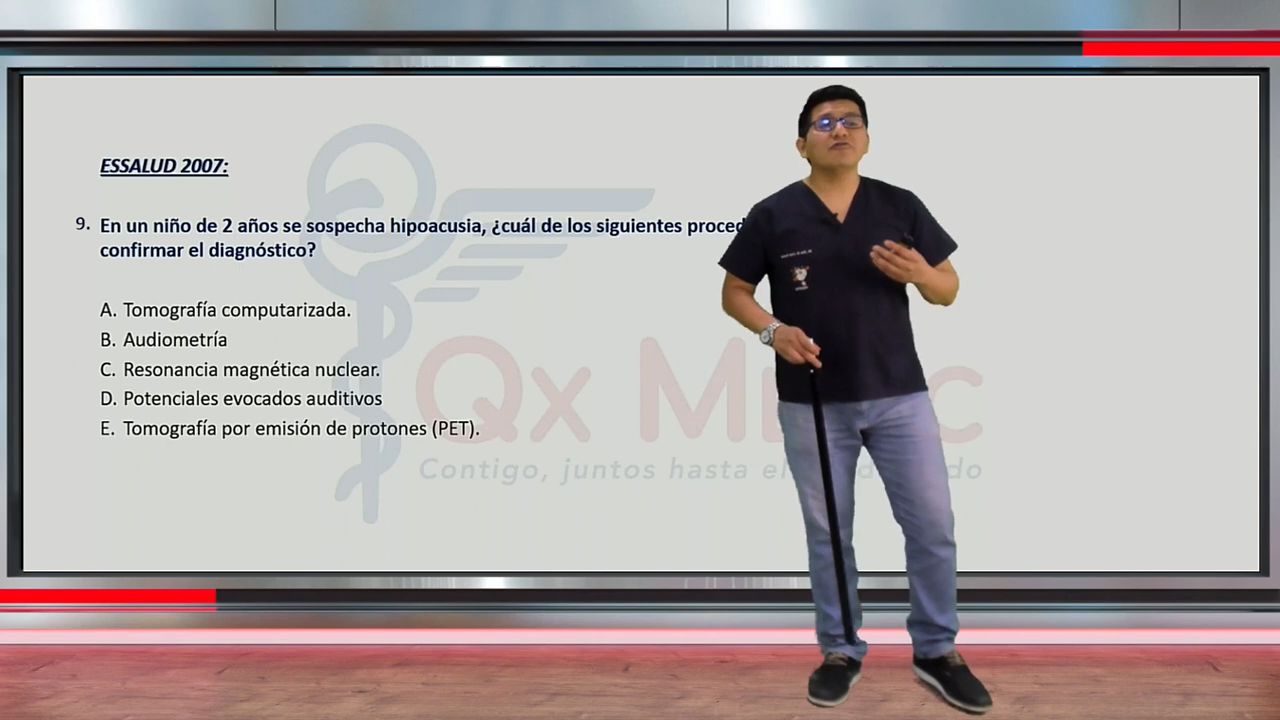 ESSALUD 2007:
9. En un niño de 2 años se sospecha hipoacusia, ¿cuál de los siguientes
confirmar el diagnóstico?
A. Tomografía computarizada.
B. Audiometría
C. Resonancia magnética nuclear.
D. Potenciales evocados auditivos
E. Tomografía por emisión de protones (PET).
Qx
Contigo, juntos hasta